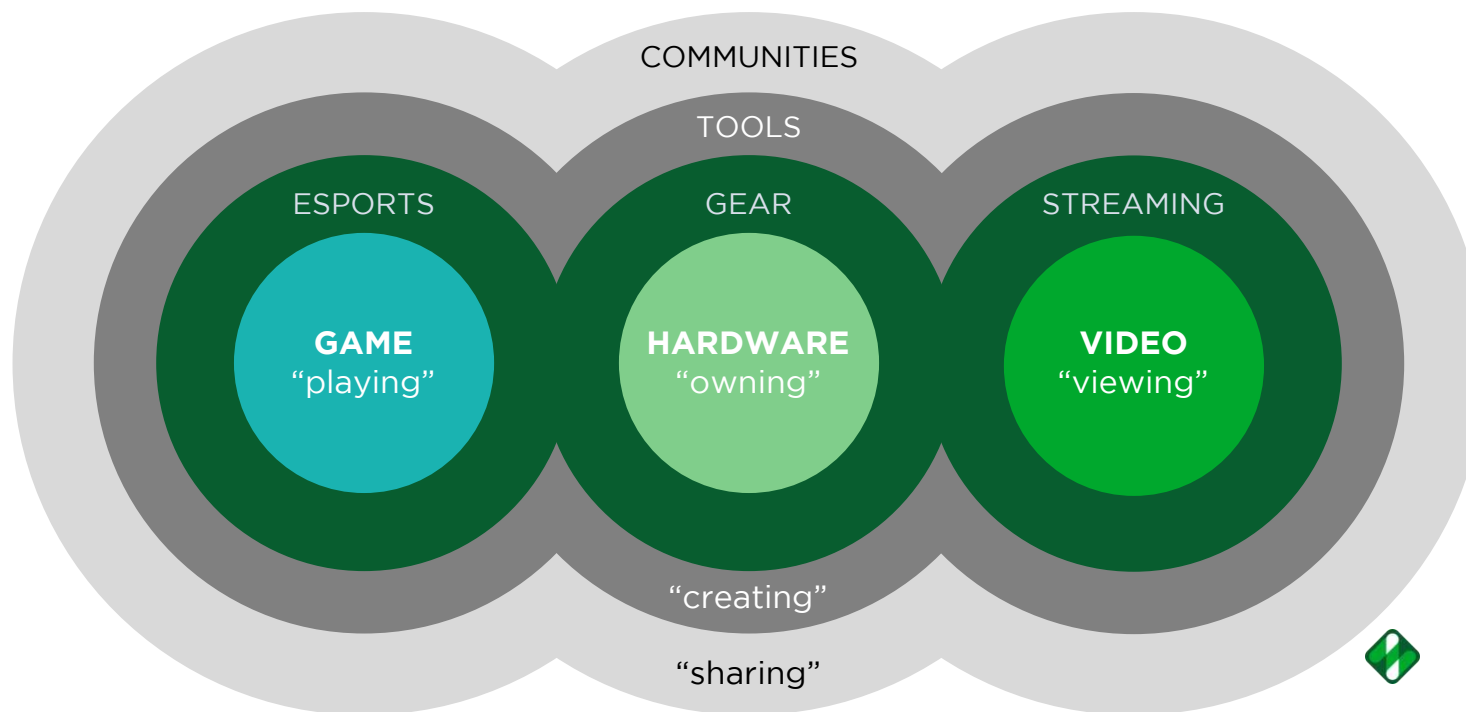 COMMUNITIES
TOOLS
ESPORTS
GEAR
STREAMING
GAME
“playing”
HARDWARE
“owning”
VIDEO
“viewing”
“creating”
“sharing”